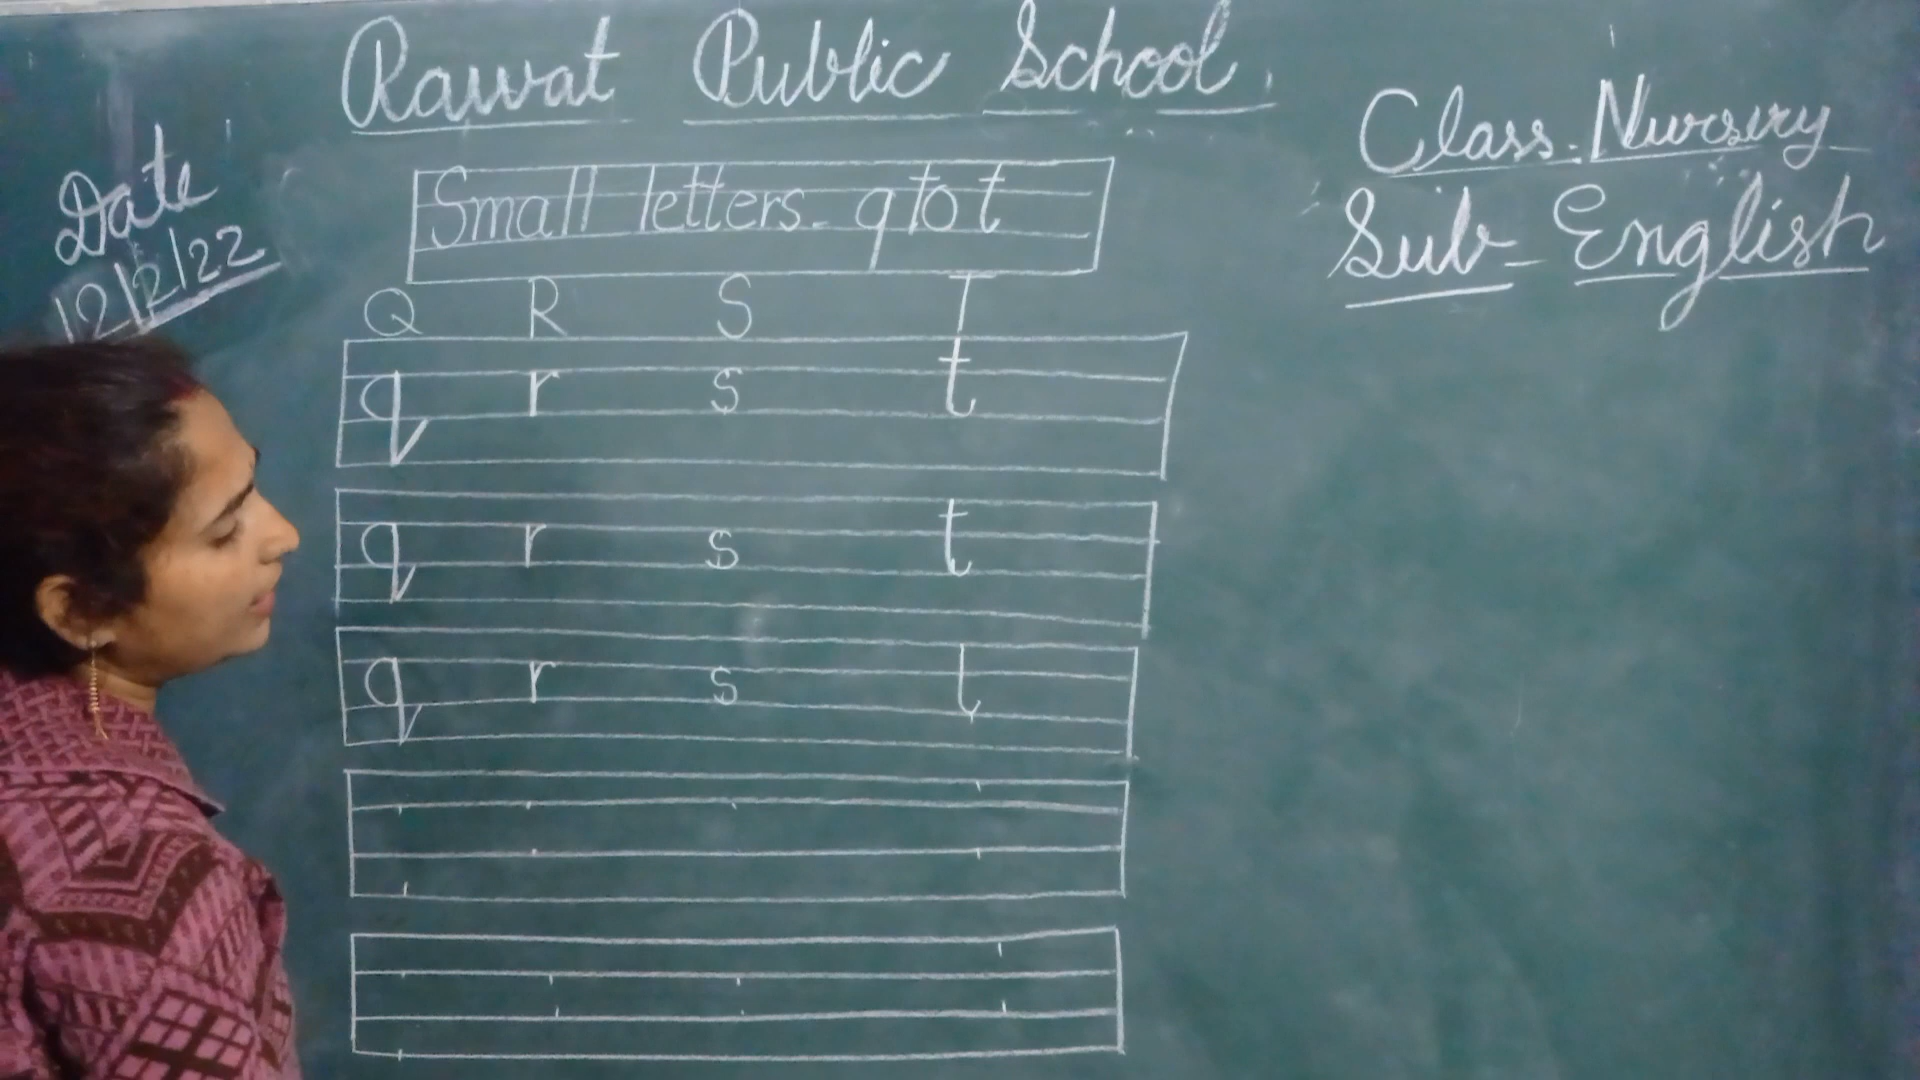 Rawat Public School
Class. Nursery
Sub- English
Date
12/12/22
Small letters- q to t
Q R S T
q r s t
q r s t
q r s l